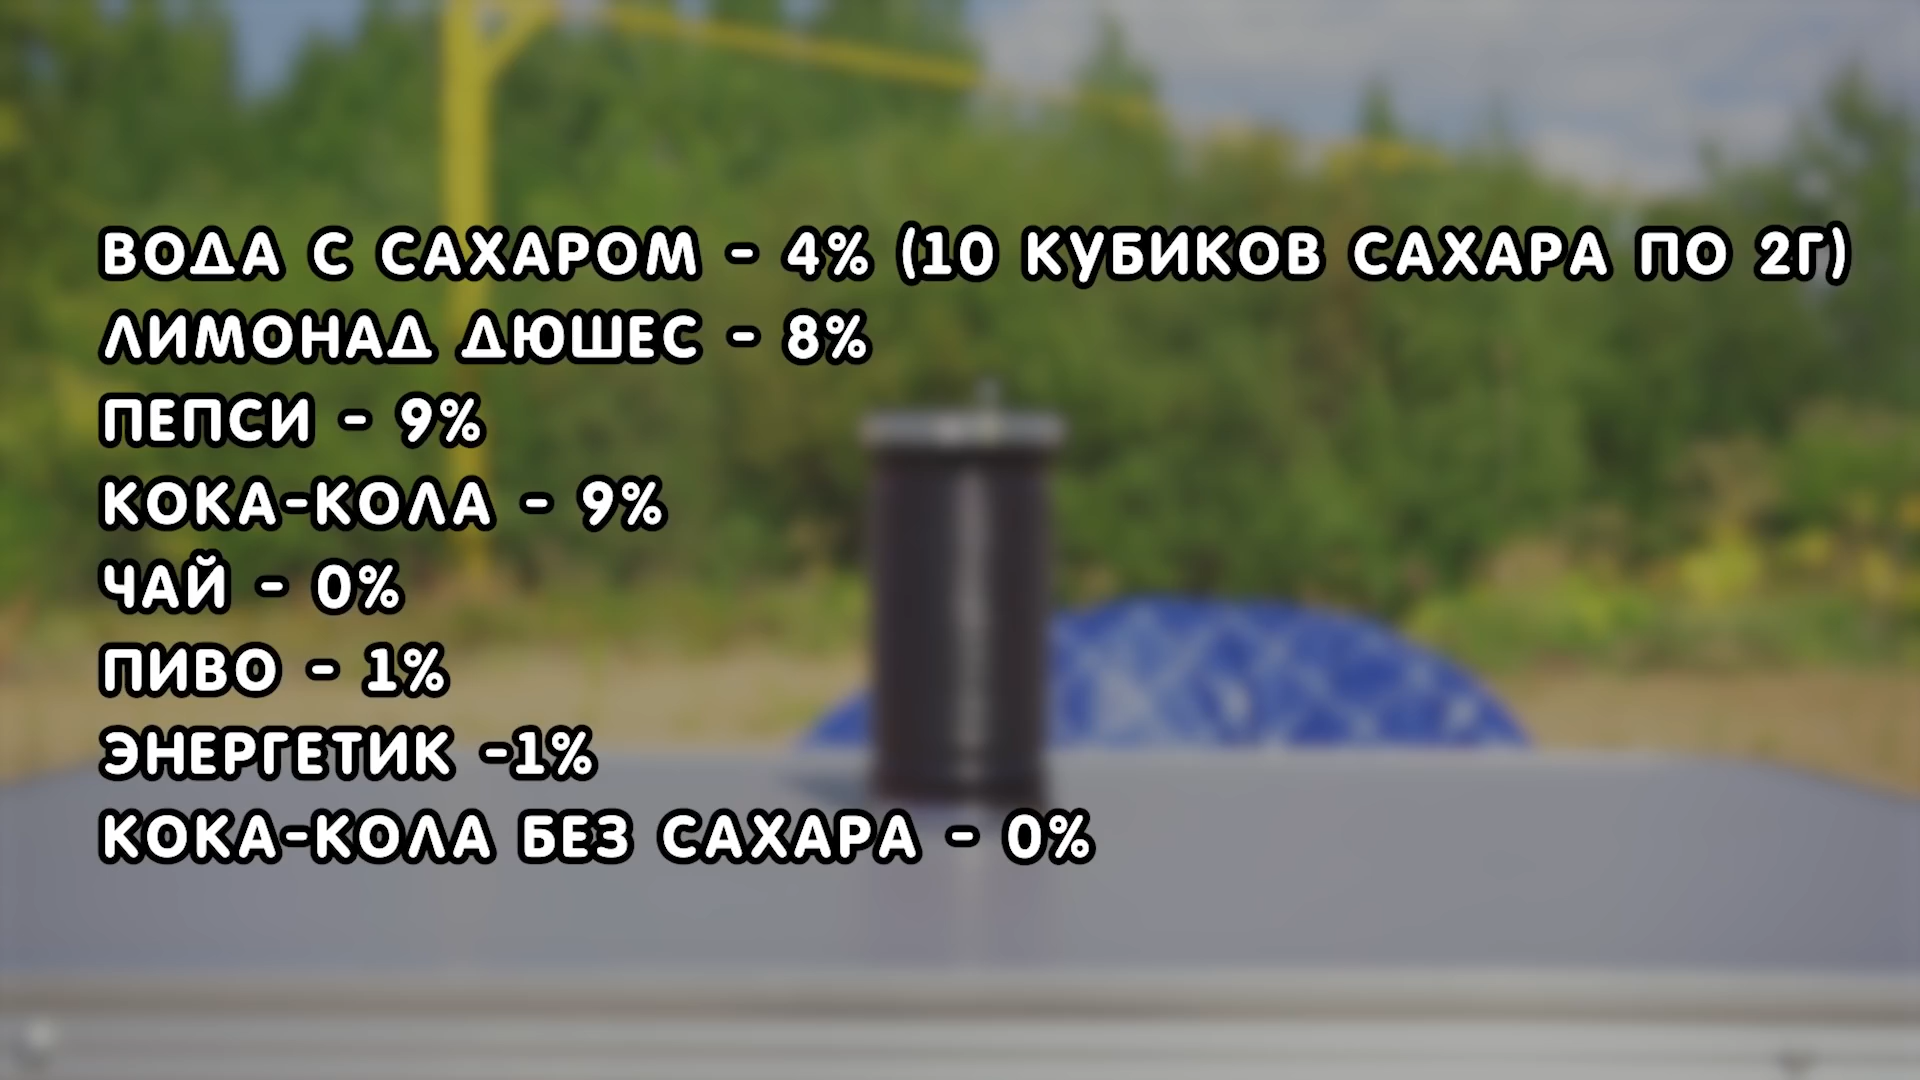 ВОДА С САХАРОМ - 4% (10 КУБИКОВ САХАРА ПО 2Г)
ЛИМОНАД ДЮШЕС - 8%
ПЕПСИ - 9%
КОКА-КОЛА - 9%
ЧАЙ - 0%
ПИВО - 1%
ЭНЕРГЕТИК -1%
КОКА-КОЛА БЕЗ САХАРА - 0%